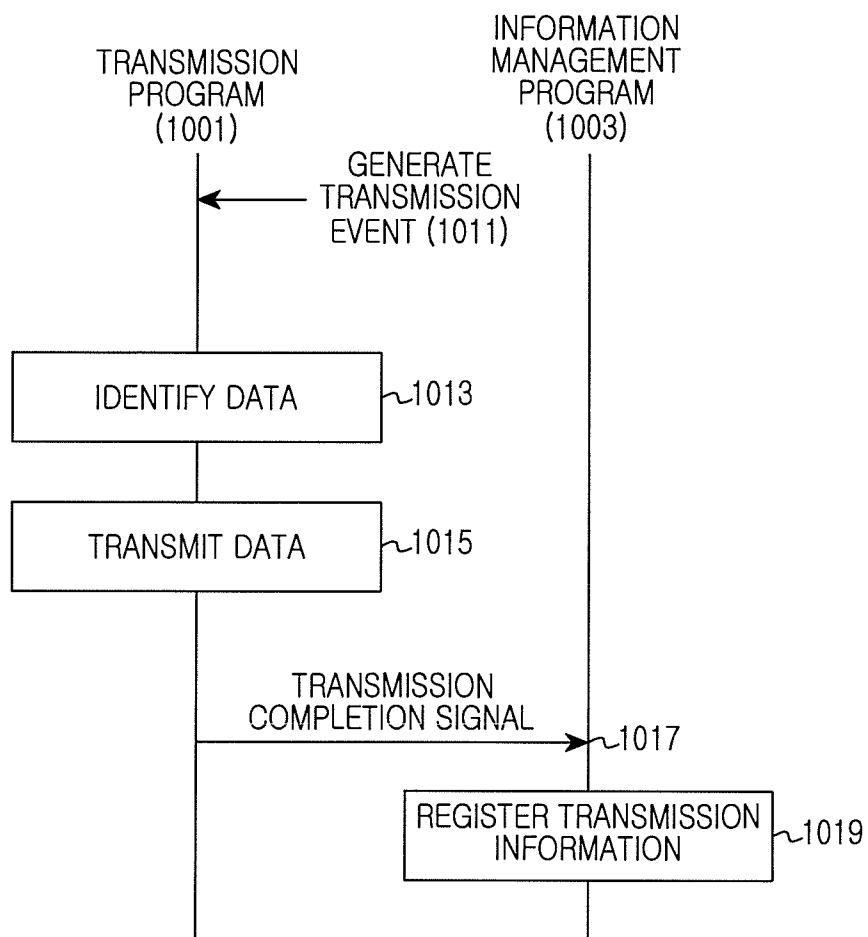 TRANSMISSION
PROGRAM
(1001)
INFORMATION
MANAGEMENT
PROGRAM
(1003)
GENERATE
TRANSMISSION
EVENT (1011)
IDENTIFY DATA
1013
TRANSMIT DATA
1015
TRANSMISSION
COMPLETION SIGNAL
1017
REGISTER TRANSMISSION
INFORMATION
1019